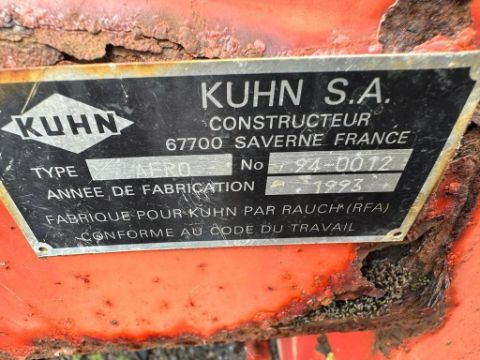 KUHN
KUHN S.A.
CONSTRUCTEUR
67700 SAVERNE FRANCE
TYPE AERO No 94-0012
ANNEE DE FABRICATION 1993
FABRIQUE POUR KUHN PAR RAUCH (RFA)
CONFORME AU CODE DU TRAVAIL